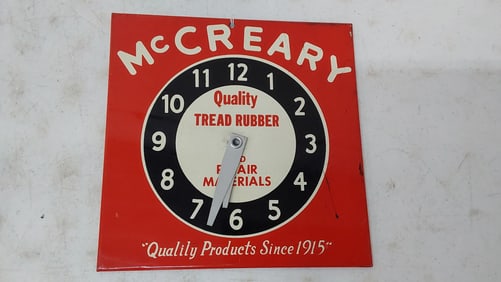 McCREARY
12
11 1
Quality
10 2
TREAD RUBBER
9 3
8 4
MATERIALS
7 6 5
"Quality Products Since 1915"